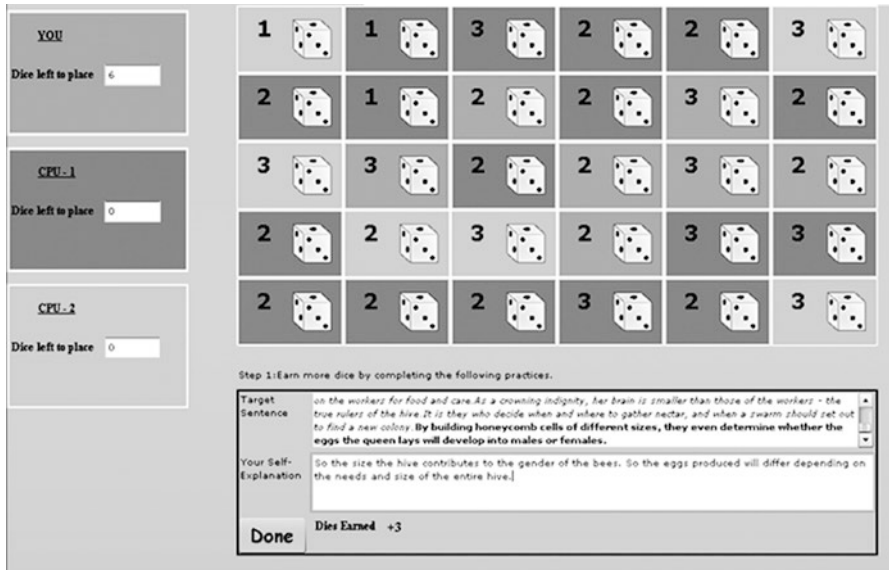 YOU
Dice left to place 6
CPU - 1
Dice left to place 0
CPU - 2
Dice left to place 0
1 1 3 2 2 3
2 1 2 2 3 2
3 3 2 2 3 2
2 2 3 2 3 3
2 2 2 3 2 3
Step 1:Earn more dice by completing the following practices.
Target Sentence
on the workers for food and care.As a crowning indignity, her brain is smaller than those of the workers - the
true rulers of the hive.It is they who decide when and where to gather nectar, and when a swarm should set out
to find a new colony.By building honeycomb cells of different sizes, they even determine whether the
eggs the queen lays will develop into males or females.
Your Self-Explanation
So the size the hive contributes to the gender of the bees. So the eggs produced will differ depending on
the needs and size of the entire hive.
Done
Dies Earned +3